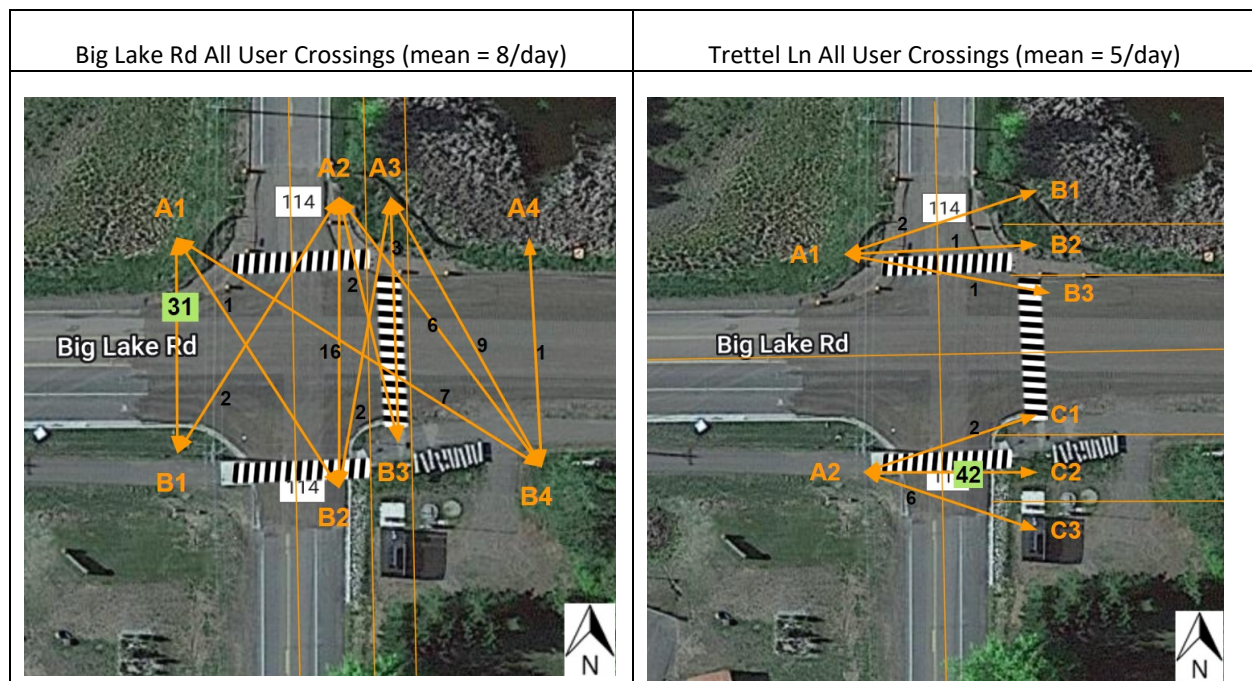 Big Lake Rd All User Crossings (mean = 8/day)
Trettel Ln All User Crossings (mean = 5/day)
A1
A2
A3
A4
114
3
2
31
1
6
9
1
16
Big Lake Rd
7
2
2
B1
B2
B3
B4
114
N
A1
114
B1
2
1
B2
1
B3
Big Lake Rd
C1
2
A2
42
C2
6
C3
N